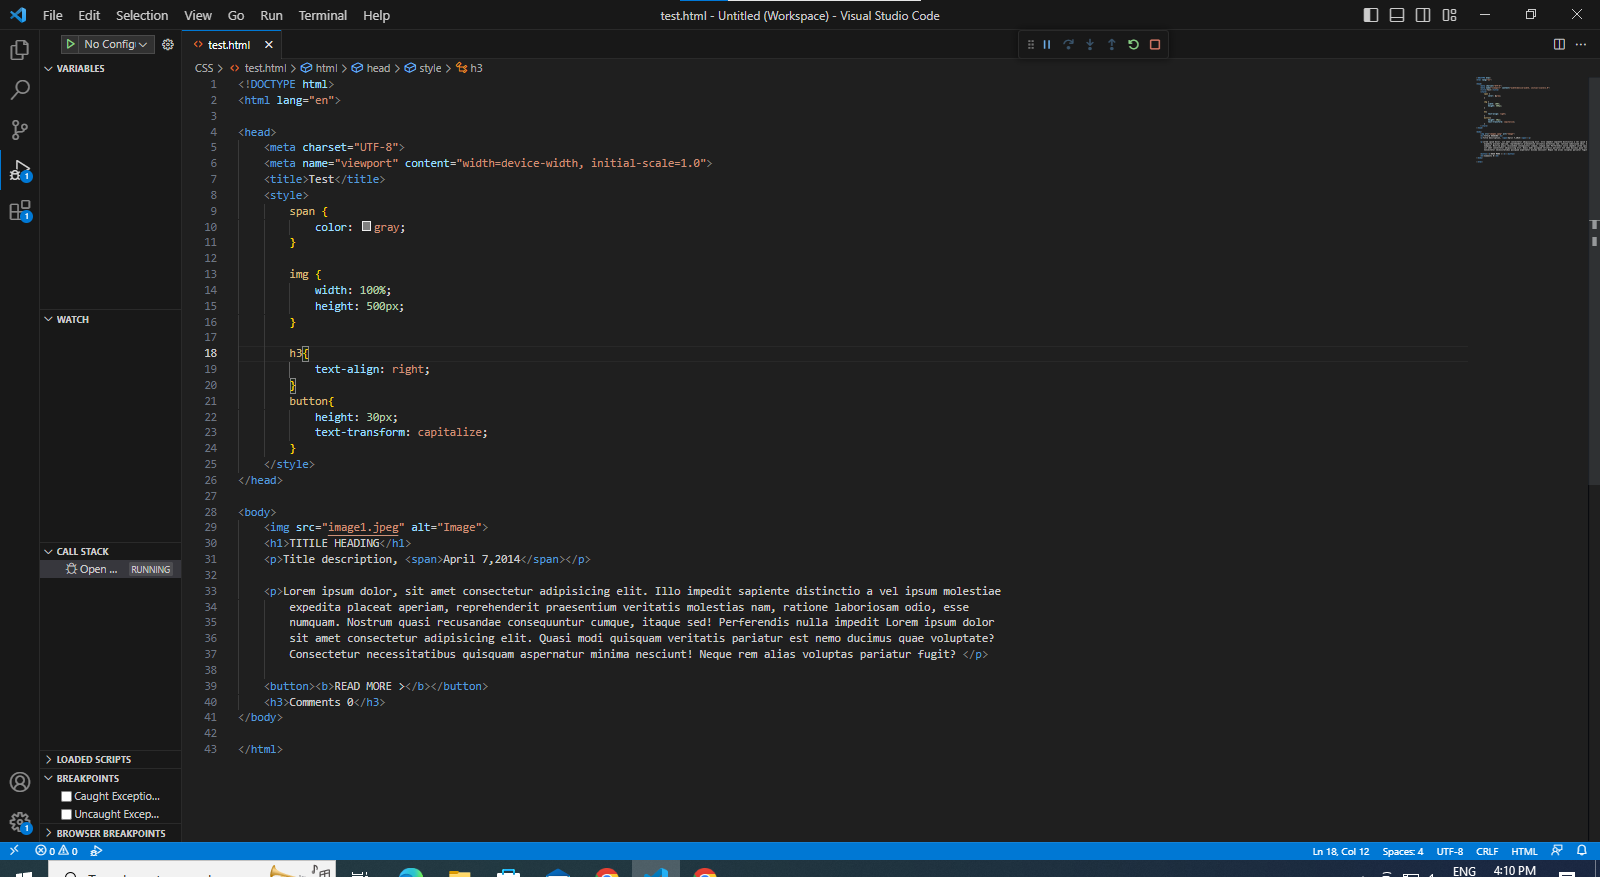 File Edit Selection View Go Run Terminal Help
test.html - Untitled (Workspace) - Visual Studio Code
No Config
test.html
VARIABLES
WATCH
CALL STACK
Open ... RUNNING
LOADED SCRIPTS
BREAKPOINTS
Caught Exceptio...
Uncaught Excep...
BROWSER BREAKPOINTS
1
1
1
CSS > test.html > html > head > style > h3
1 <!DOCTYPE html>
2 <html lang="en">
3
4 <head>
5 <meta charset="UTF-8">
6 <meta name="viewport" content="width=device-width, initial-scale=1.0">
7 <title>Test</title>
8 <style>
9 span {
10 color: gray;
11 }
12
13 img {
14 width: 100%;
15 height: 500px;
16 }
17
18 h3{
19 text-align: right;
20 }
21 button{
22 height: 30px;
23 text-transform: capitalize;
24 }
25 </style>
26 </head>
27
28 <body>
29 <img src="image1.jpeg" alt="Image">
30 <h1>TITILE HEADING</h1>
31 <p>Title description, <span>April 7,2014</span></p>
32
33 <p>Lorem ipsum dolor, sit amet consectetur adipisicing elit. Illo impedit sapiente distinctio a vel ipsum molestiae
34 expedita placeat aperiam, reprehenderit praesentium veritatis molestias nam, ratione laboriosam odio, esse
35 numquam. Nostrum quasi recusandae consequuntur cumque, itaque sed! Perferendis nulla impedit Lorem ipsum dolor
36 sit amet consectetur adipisicing elit. Quasi modi quisquam veritatis pariatur est nemo ducimus quae voluptate?
37 Consectetur necessitatibus quisquam aspernatur minima nesciunt! Neque rem alias voluptas pariatur fugit? </p>
38
39 <button><b>READ MORE ></b></button>
40 <h3>Comments 0</h3>
41 </body>
42
43 </html>
0 0
Ln 18, Col 12 Spaces: 4 UTF-8 CRLF HTML
ENG 4:10 PM